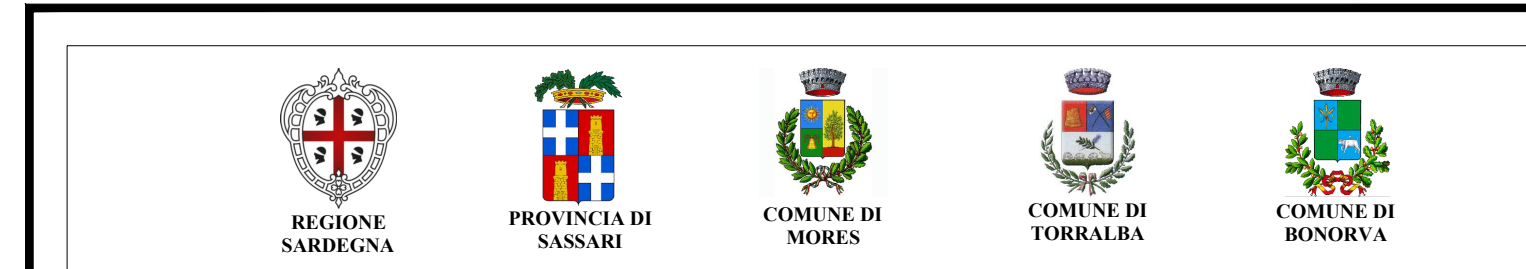 REGIONE
SARDEGNA
PROVINCIA DI
SASSARI
COMUNE DI
MORES
COMUNE DI
TORRALBA
COMUNE DI
BONORVA